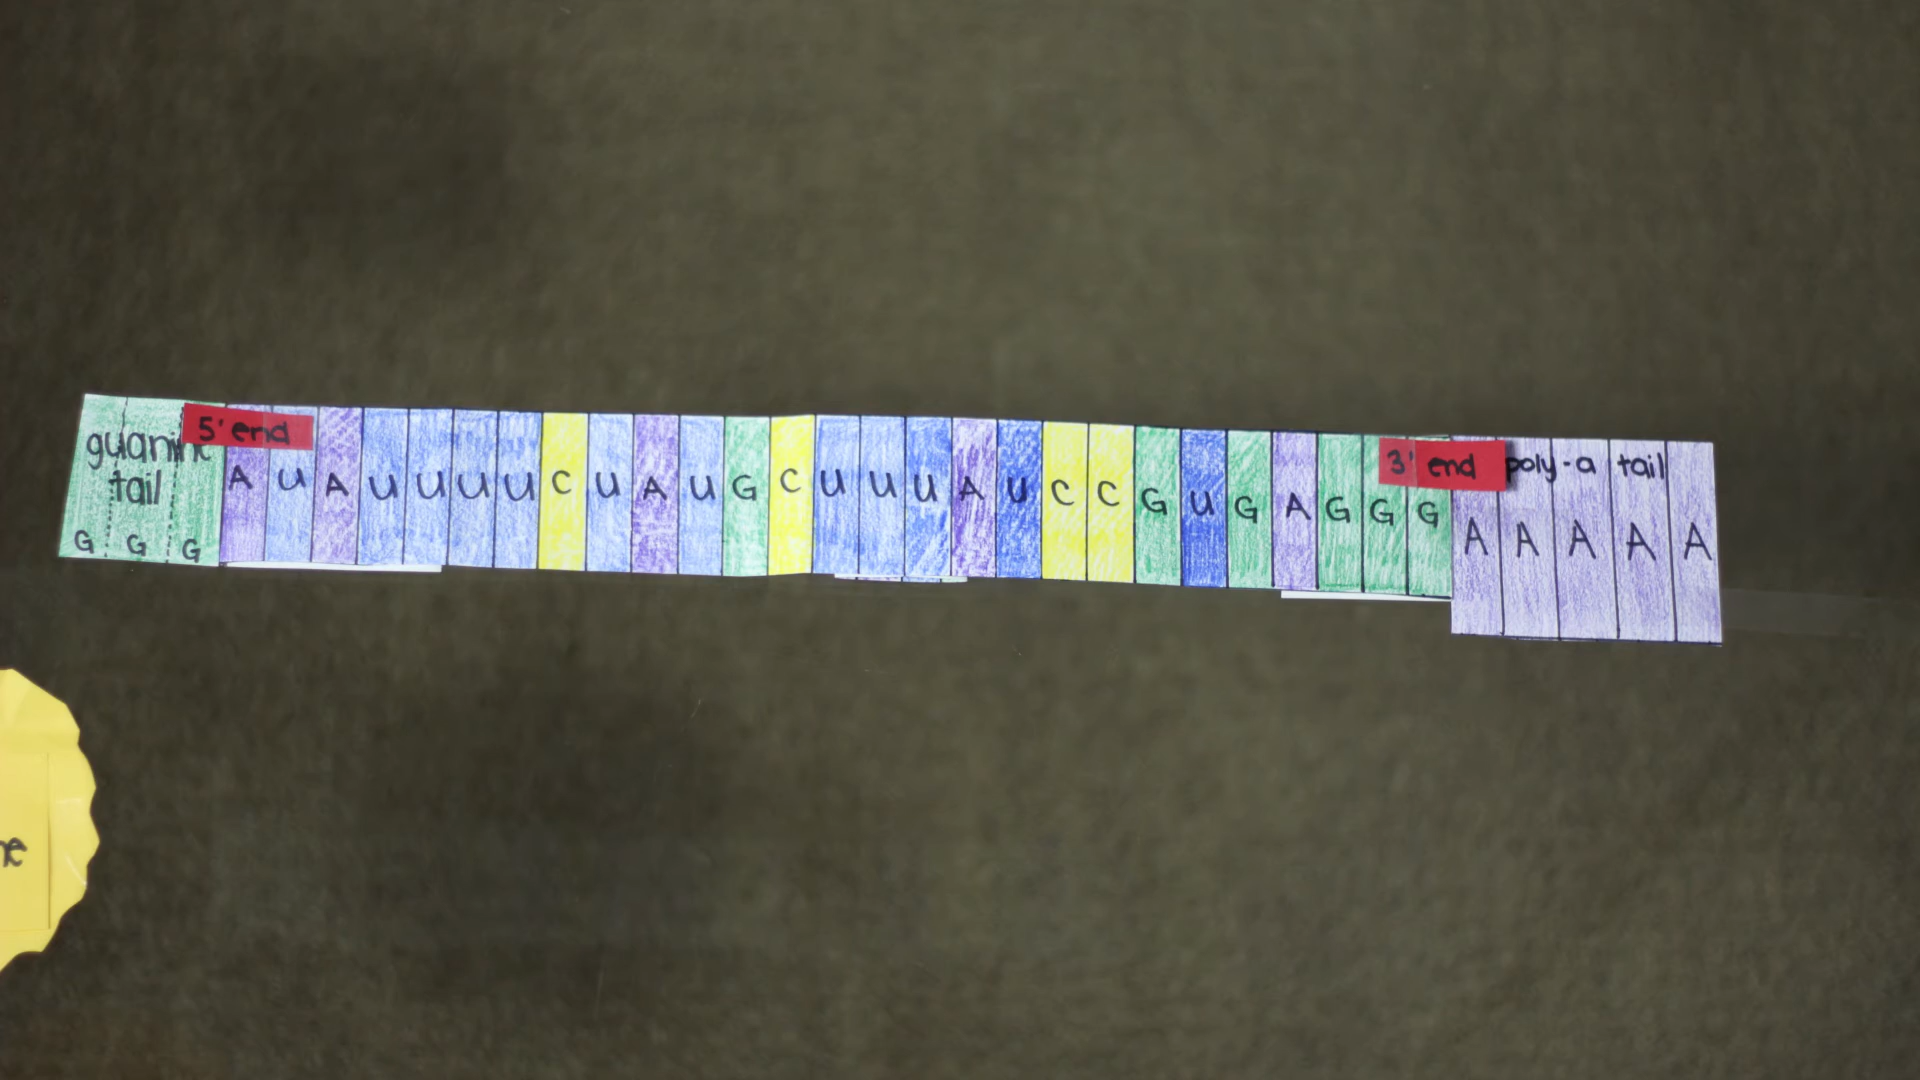 guanine
tail
G G G
5' end
A U A U U U U C U A U G C U U U A U C C G U G A G G G
3' end
poly-a tail
A A A A A